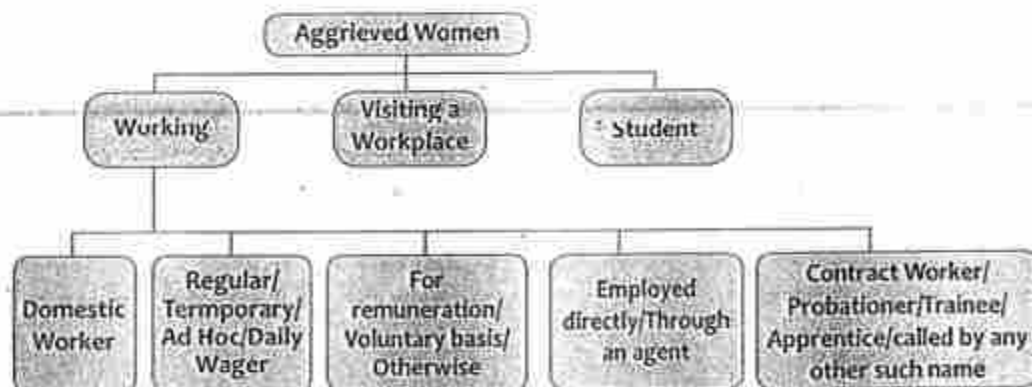 Aggrieved Women
Working
Visiting a
Workplace
Student
Domestic
Worker
Regular/
Termporary/
Ad Hoc/Daily
Wager
For
remuneration/
Voluntary basis/
Otherwise
Employed
directly/Through
an agent
Contract Worker/
Probationer/Trainee/
Apprentice/called by any
other such name